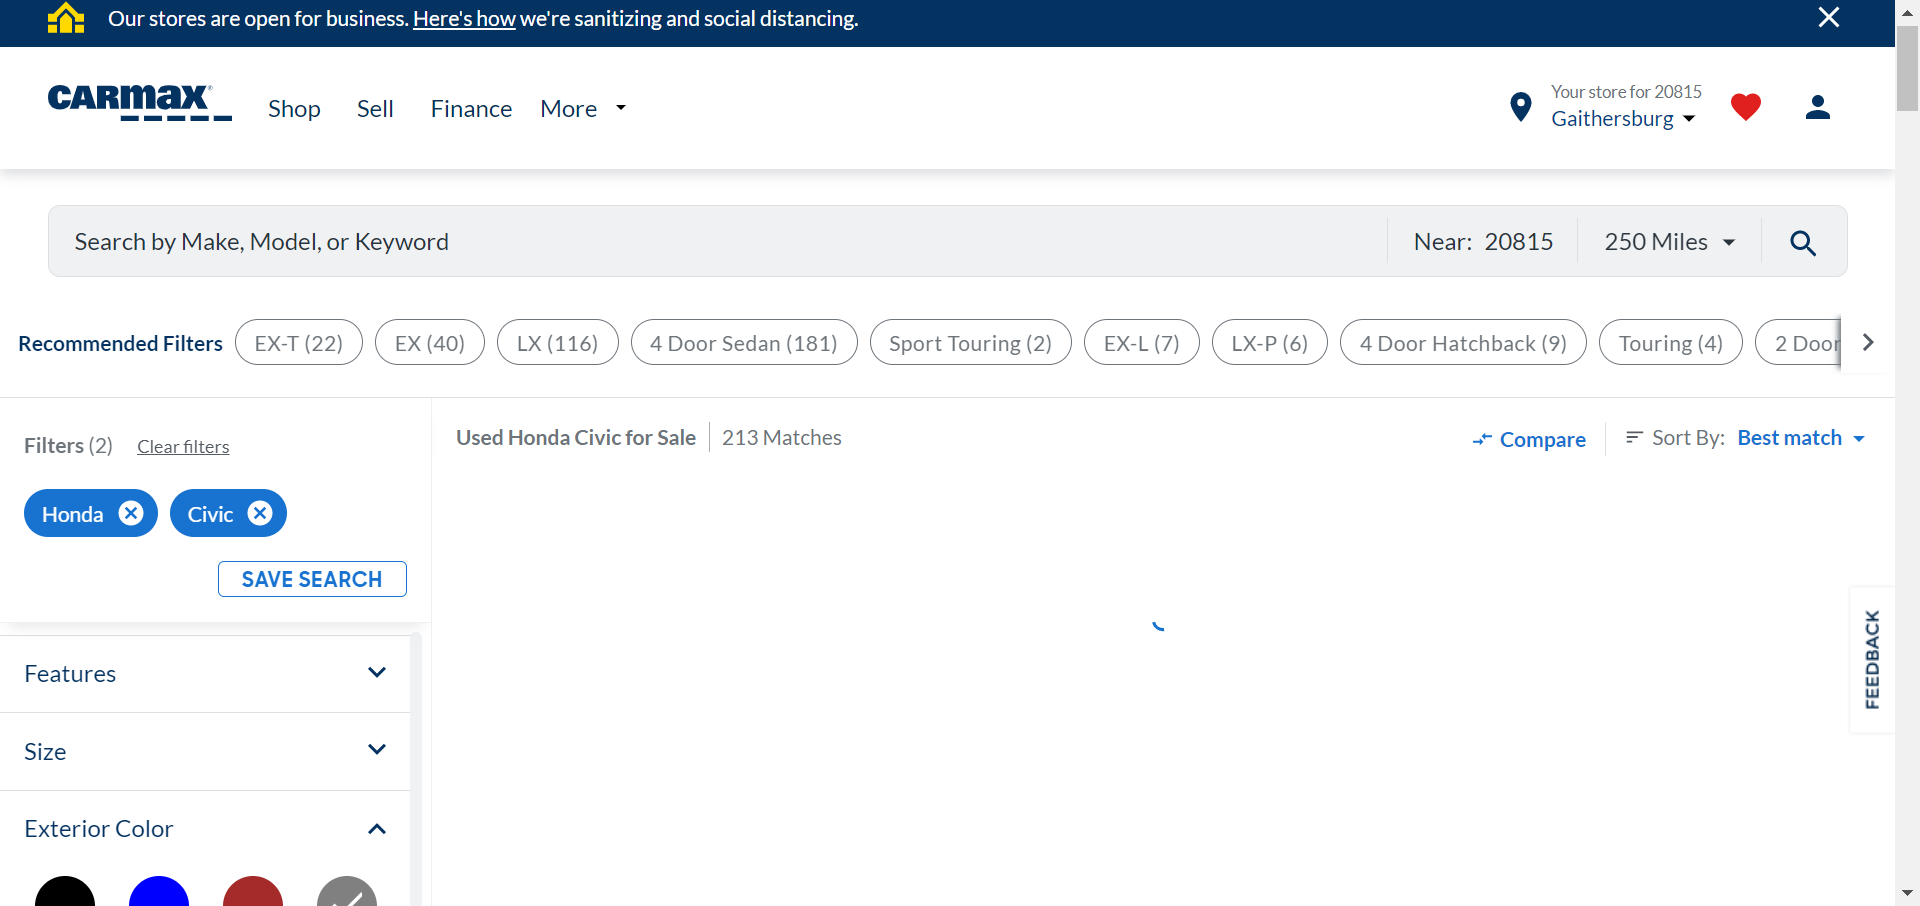 Our stores are open for business. Here's how we're sanitizing and social distancing.
CARMAX
Shop
Sell
Finance
More
Your store for 20815
Gaithersburg
Search by Make, Model, or Keyword
Near: 20815
250 Miles
Recommended Filters
EX-T (22)
EX (40)
LX (116)
4 Door Sedan (181)
Sport Touring (2)
EX-L (7)
LX-P (6)
4 Door Hatchback (9)
Touring (4)
2 Door
Filters (2)
Clear filters
Used Honda Civic for Sale
213 Matches
Compare
Sort By: Best match
Honda
Civic
SAVE SEARCH
FEEDBACK
Features
Size
Exterior Color